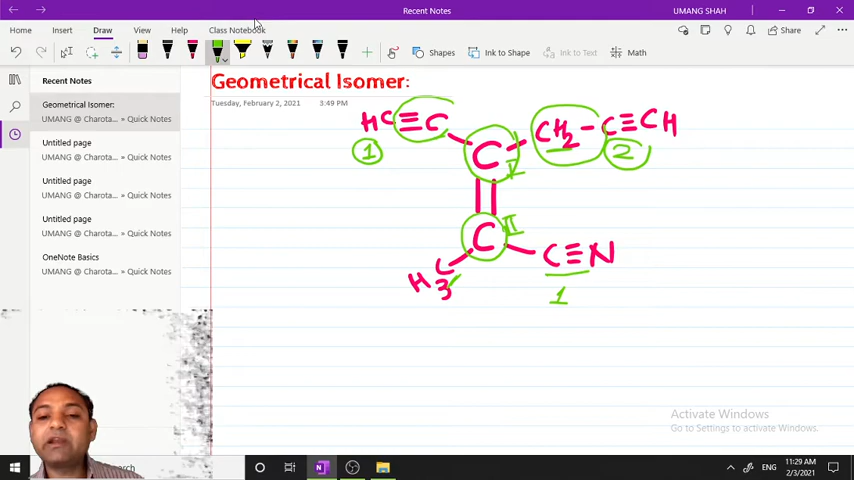 Recent Notes
UMANG SHAH
Home Insert Draw View Help Class Notebook
Share
Shapes Ink to Shape Ink to Text Math
Recent Notes
Geometrical Isomer:
UMANG @ Charota... » Quick Notes
Untitled page
UMANG @ Charota... » Quick Notes
Untitled page
UMANG @ Charota... » Quick Notes
Untitled page
UMANG @ Charota... » Quick Notes
OneNote Basics
UMANG @ Charota... » Quick Notes
Geometrical Isomer:
Tuesday, February 2, 2021 3:49 PM
HC≡C CH2-C≡CH
1 C I 2
C II
H3C C≡N
1
Activate Windows
Go to Settings to activate Windows.
earch
ENG
11:29 AM
2/3/2021